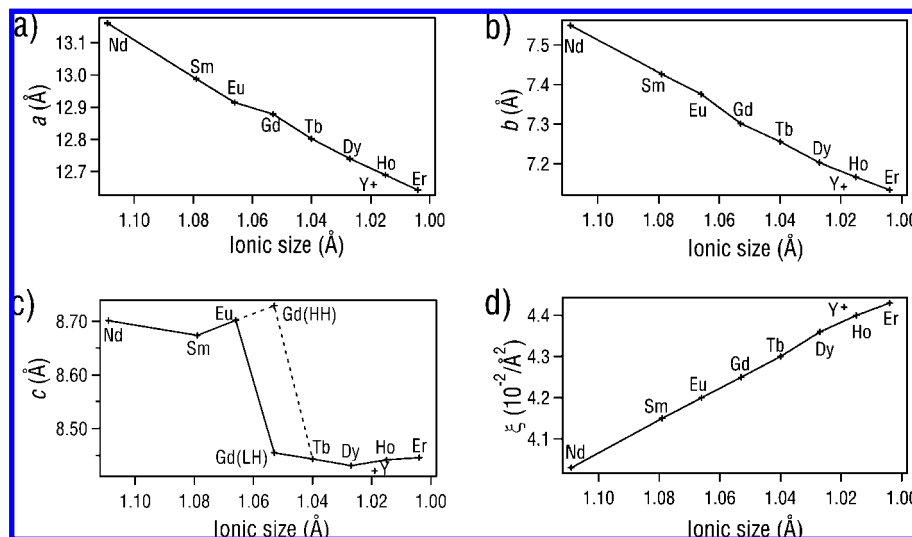 a)
a (Å)
13.1
13.0
12.9
12.8
12.7
Nd
Sm
Eu
Gd
Tb
Dy
Ho
Y
Er
1.10 1.08 1.06 1.04 1.02 1.00
Ionic size (Å)
b)
b (Å)
7.5
7.4
7.3
7.2
Nd
Sm
Eu
Gd
Tb
Dy
Ho
Y
Er
1.10 1.08 1.06 1.04 1.02 1.00
Ionic size (Å)
c)
c (Å)
8.70
8.60
8.50
Nd
Sm
Eu
Gd(HH)
Gd(LH)
Tb
Dy
Ho
Y
Er
1.10 1.08 1.06 1.04 1.02 1.00
Ionic size (Å)
d)
ξ (10⁻²/Å²)
4.4
4.3
4.2
4.1
Nd
Sm
Eu
Gd
Tb
Dy
Y
Ho
Er
1.10 1.08 1.06 1.04 1.02 1.00
Ionic size (Å)